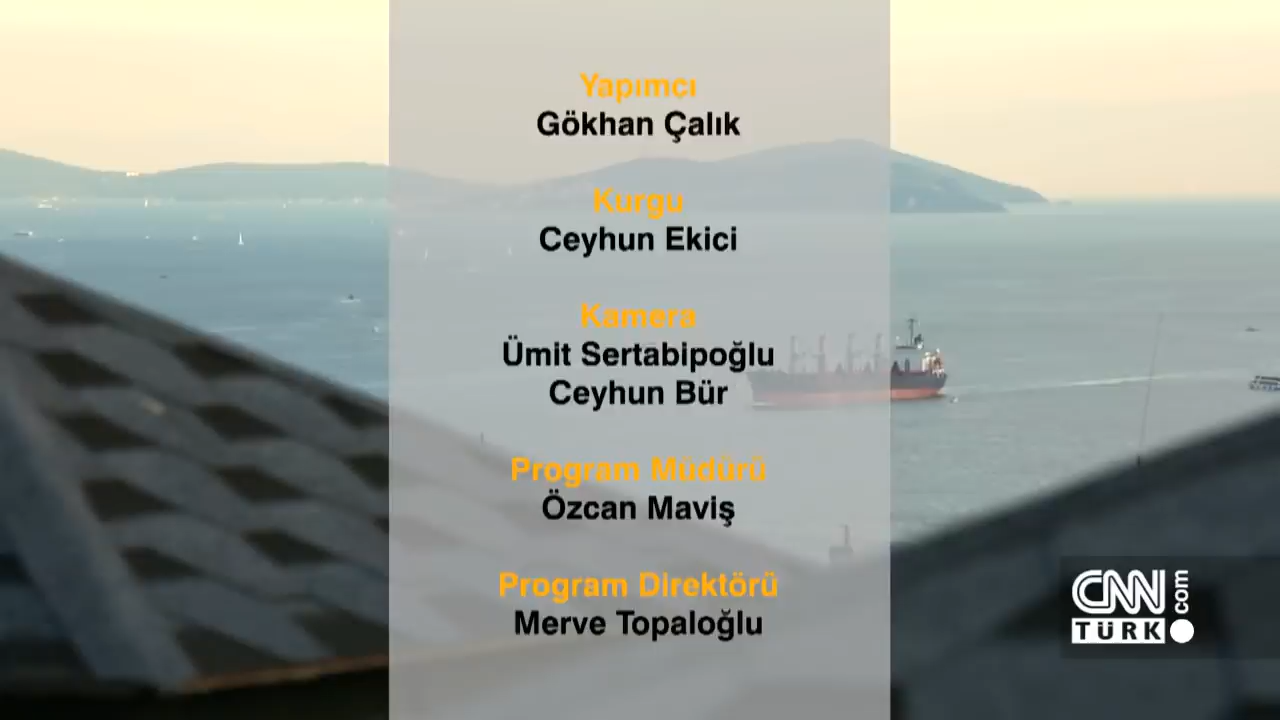 Yapımcı
Gökhan Çalık
Kurgu
Ceyhun Ekici
Kamera
Ümit Sertabipoğlu
Ceyhun Bür
Program Müdürü
Özcan Maviş
Program Direktörü
Merve Topaloğlu
CNN
TÜRK
.com